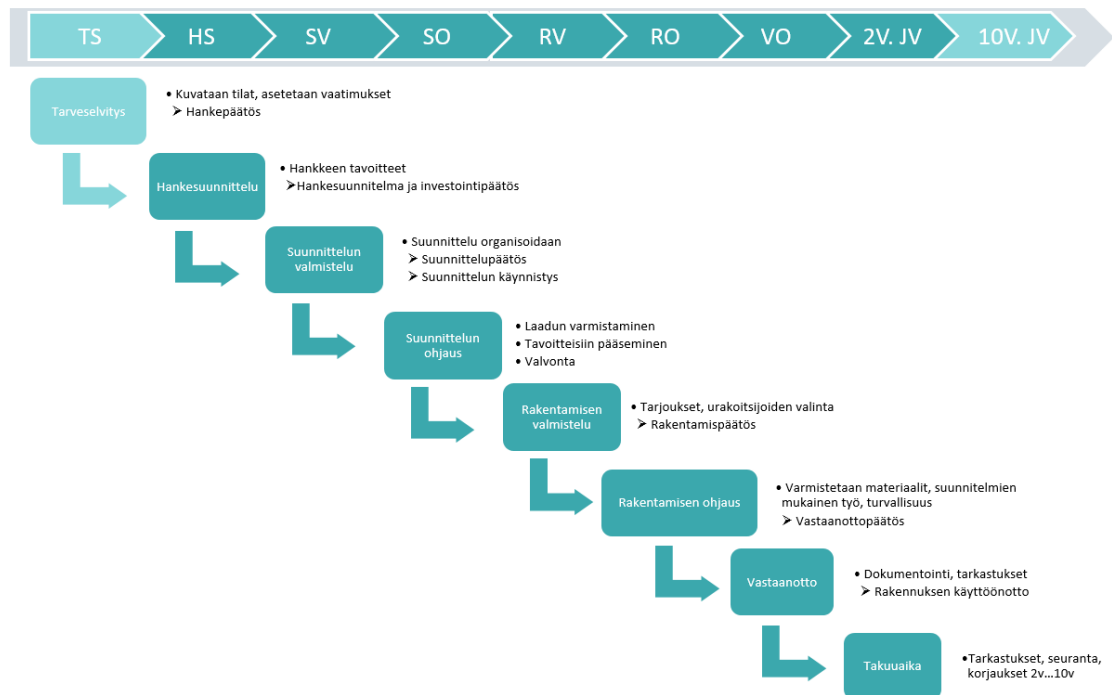 TS HS SV SO RV RO VO 2V. JV 10V. JV
Tarveselvitys
• Kuvataan tilat, asetetaan vaatimukset
➢ Hankepäätös
Hankesuunnittelu
• Hankkeen tavoitteet
➢Hankesuunnitelma ja investointipäätös
Suunnittelun
valmistelu
• Suunnittelu organisoidaan
➢ Suunnittelupäätös
➢ Suunnittelun käynnistys
Suunnittelun
ohjaus
• Laadun varmistaminen
• Tavoitteisiin pääseminen
• Valvonta
Rakentamisen
valmistelu
• Tarjoukset, urakoitsijoiden valinta
➢ Rakentamispäätös
Rakentamisen ohjaus
• Varmistetaan materiaalit, suunnitelmien
mukainen työ, turvallisuus
➢ Vastaanottopäätös
Vastaanotto
• Dokumentointi, tarkastukset
➢ Rakennuksen käyttöönotto
Takuuaika
•Tarkastukset, seuranta,
korjaukset 2v...10v